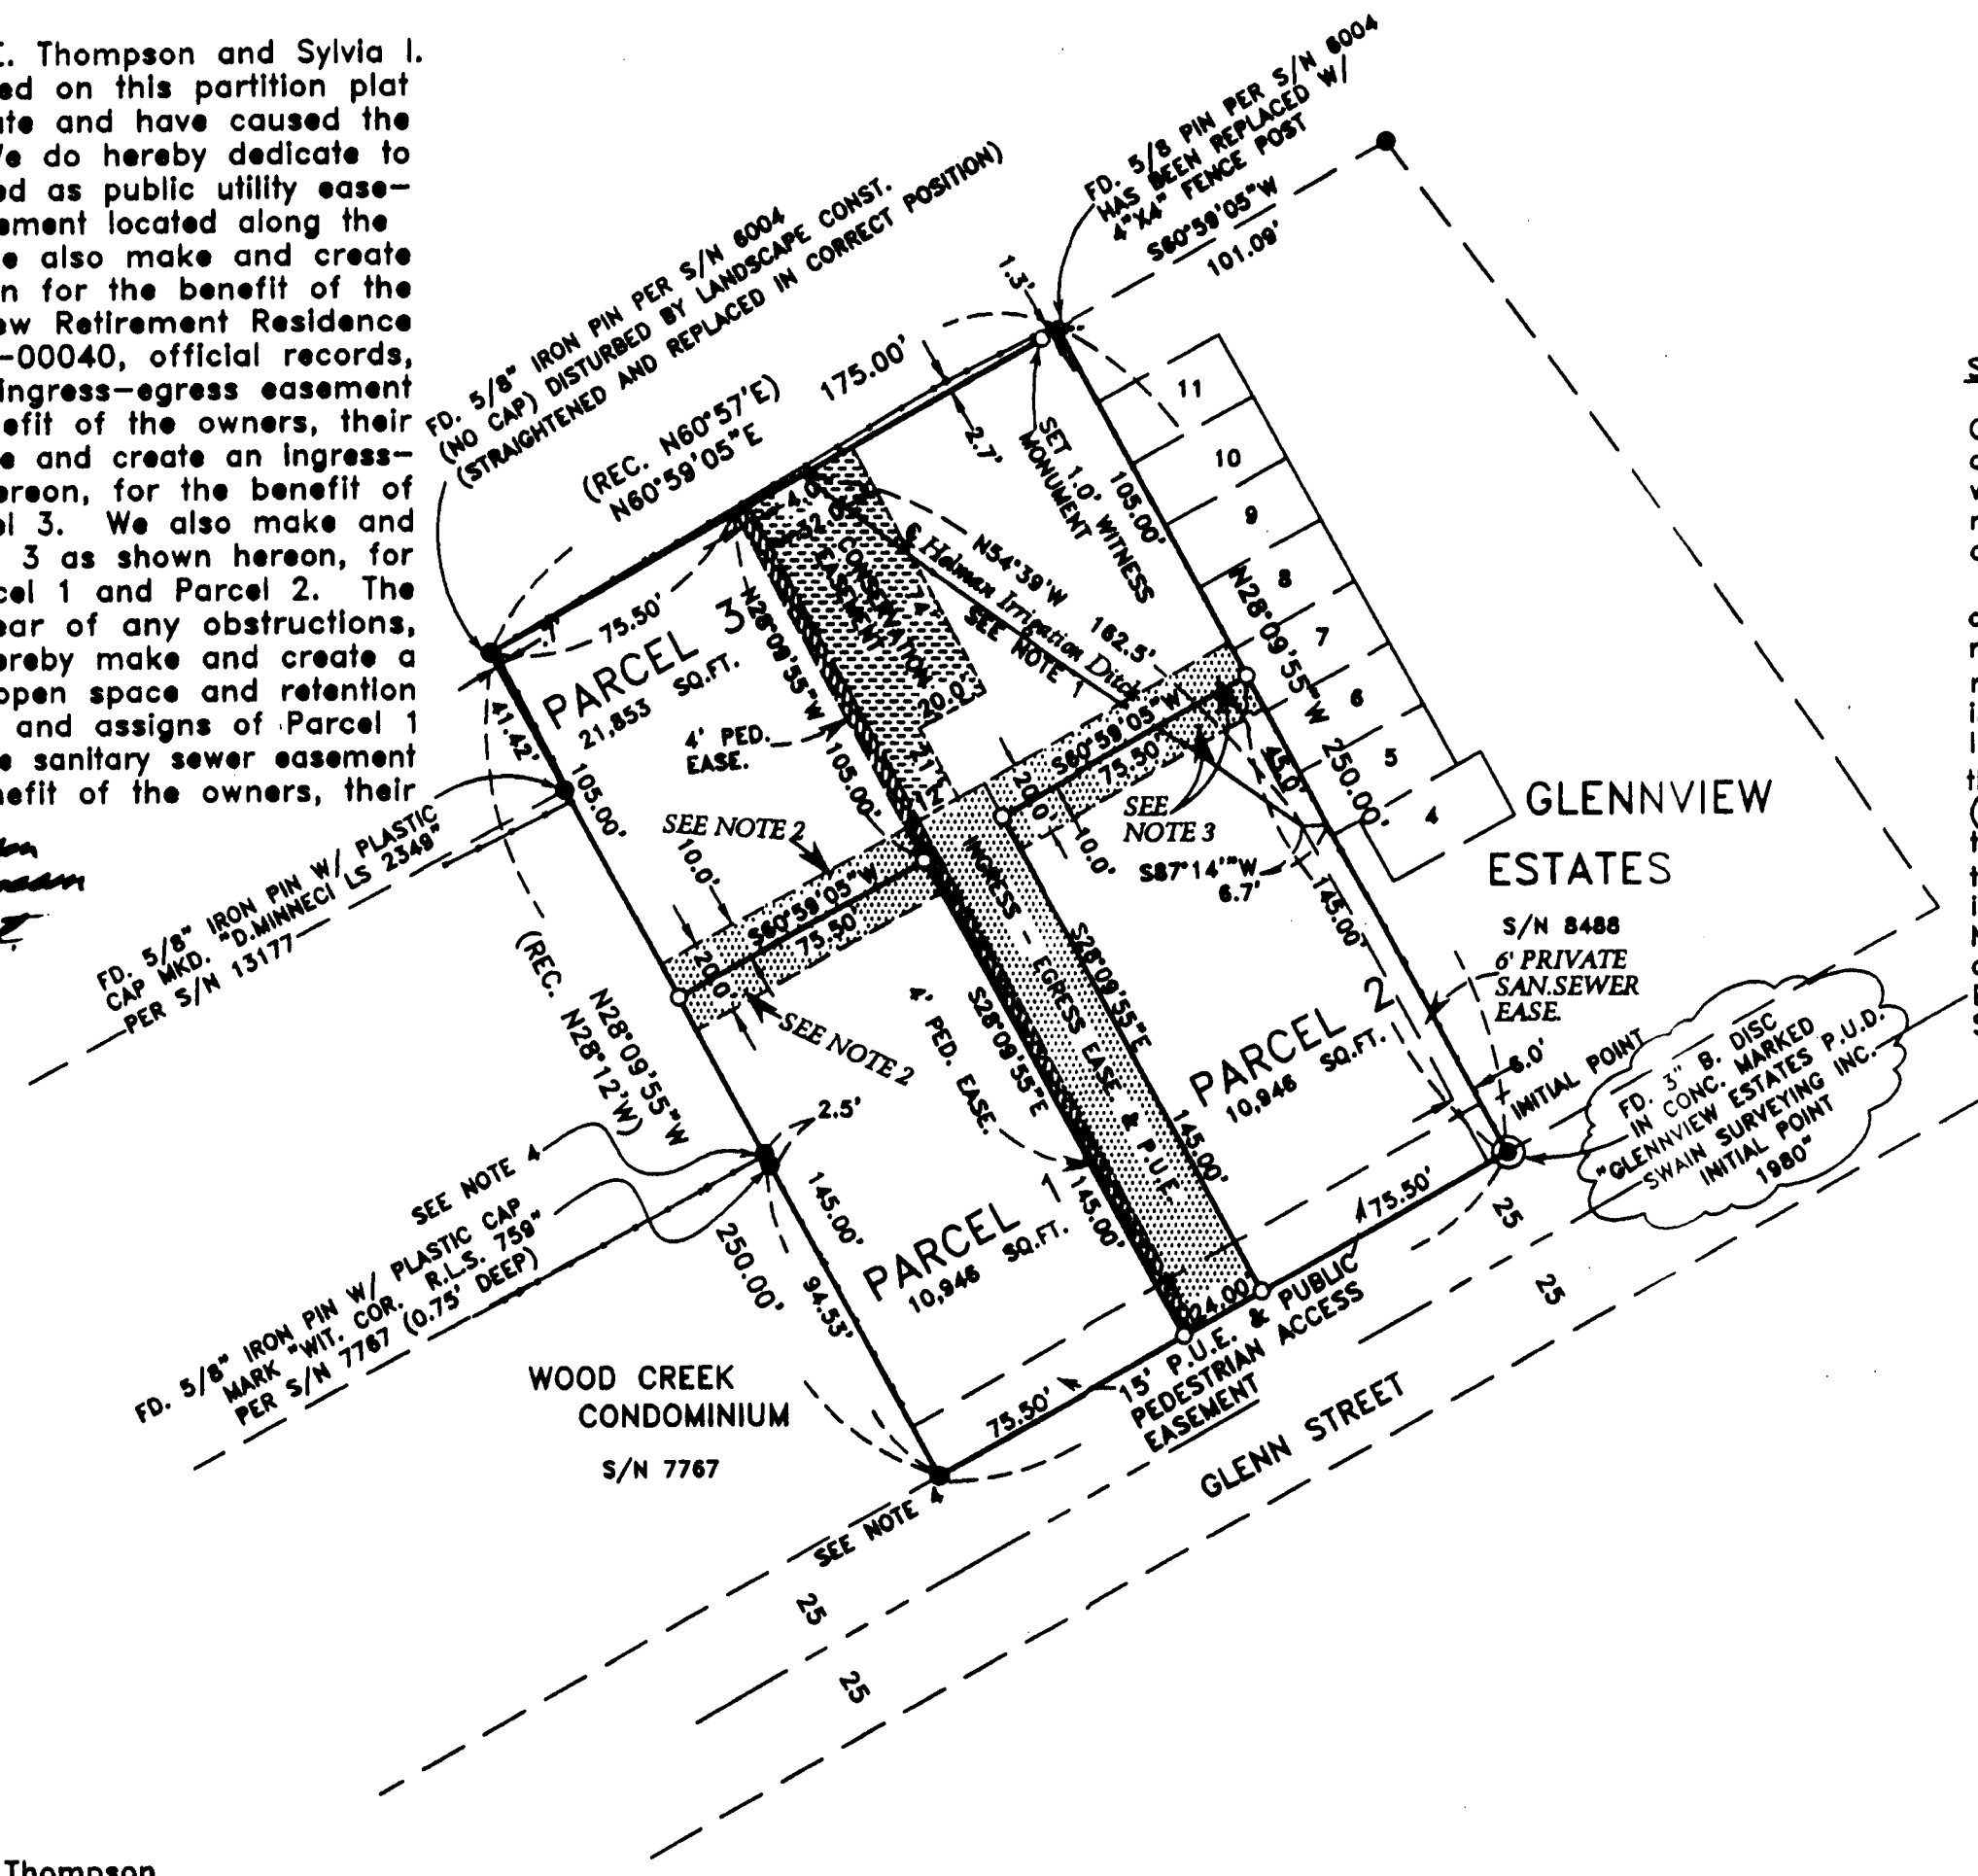 Thompson and Sylvia I.
ed on this partition plat
te and have caused the
e do hereby dedicate to
ed as public utility ease-
ement located along the
e also make and create
n for the benefit of the
ew Retirement Residence
-00040, official records,
ingress-egress easement
efit of the owners, their
e and create an ingress-
ereon, for the benefit of
el 3. We also make and
3 as shown hereon, for
cel 1 and Parcel 2. The
ear of any obstructions,
ereby make and create a
open space and retention
and assigns of Parcel 1
e sanitary sewer easement
nefit of the owners, their
Thompson
FD. 5/8" IRON PIN PER S/N 6004
(NO CAP) DISTURBED BY LANDSCAPE CONST.
(STRAIGHTENED AND REPLACED IN CORRECT POSITION)
FD. 5/8 PIN PER S/N 6004
HAS BEEN REPLACED W/
4"X4" FENCE POST
S60°59'05"W
101.09'
1.3'
175.00'
(REC. N60°57'E)
N60°59'05"E
2.7'
SET 1.0' WITNESS
MONUMENT
105.00'
11
10
9
8
7
6
5
4
N28°09'55"W 250.00'
GLENNVIEW
ESTATES
S/N 8488
6' PRIVATE
SAN.SEWER
EASE.
6.0'
INITIAL POINT
FD. 3" B. DISC
IN CONC. MARKED
"GLENNVIEW ESTATES P.U.D.
SWAIN SURVEYING INC.
INITIAL POINT
1980"
CONSERVATION
EASEMENT
74'
20.0'
21'
12'
N54°39'W 162.5'
℄ Helman Irrigation Ditch
SEE NOTE 1
75.50'
PARCEL 3
21,853 SQ.FT.
N28°09'55"W
105.00'
4' PED.
EASE.
41.42'
105.00'
SEE NOTE 2
10.0'
S60°59'05"W
75.50'
20.0'
SEE NOTE 2
S60°59'05"W
75.50'
20.0'
10.0'
SEE
NOTE 3
45.0'
S87°14'"W
6.7'
145.00'
FD. 5/8" IRON PIN W/ PLASTIC
CAP MKD. "D.MINNECI LS 2349"
PER S/N 13177
N28°09'55"W
(REC. N28°12'W)
250.00'
2.5'
SEE NOTE 4
FD. 5/8" IRON PIN W/ PLASTIC CAP
MARK "WIT. COR. R.L.S. 759"
PER S/N 7767 (0.75' DEEP)
145.00'
94.53'
PARCEL 1
10,946 SQ.FT.
4' PED. EASE.
S28°09'55"E
145.00'
INGRESS - EGRESS EASE & P.U.E.
S28°09'55"E
145.00'
PARCEL 2
10,946 SQ.FT.
24.00'
75.50'
75.50'
15' P.U.E. & PUBLIC
PEDESTRIAN ACCESS
EASEMENT
WOOD CREEK
CONDOMINIUM
S/N 7767
SEE NOTE 4
GLENN STREET
25
25
25
25